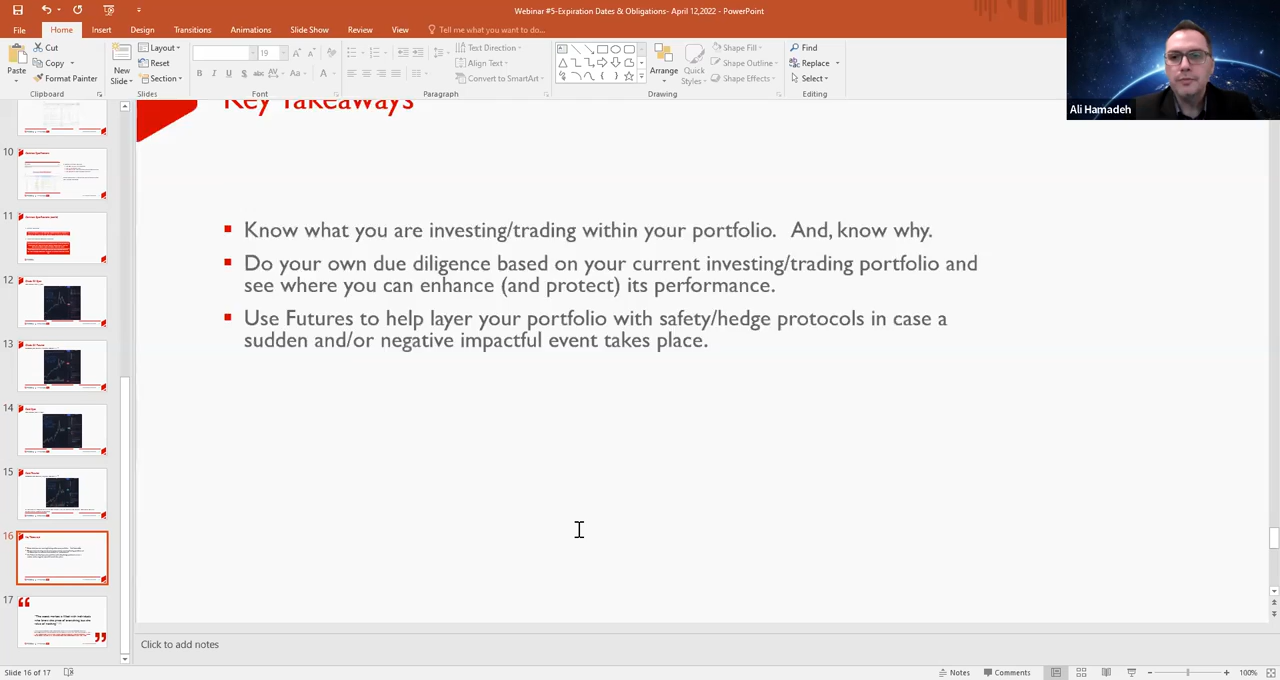 Webinar #5-Expiration Dates & Obligations- April 12,2022 - PowerPoint
File Home Insert Design Transitions Animations Slide Show Review View Tell me what you want to do...
Paste
Cut
Copy
Format Painter
Clipboard
New
Slide
Layout
Reset
Section
Slides
19
B I U S abc AV Aa A
Font
Text Direction
Align Text
Convert to SmartArt
Paragraph
Arrange
Quick
Styles
Shape Fill
Shape Outline
Shape Effects
Drawing
Find
Replace
Select
Editing
Ali Hamadeh
10
11
12
13
14
15
16
17
Key Takeaways
Know what you are investing/trading within your portfolio. And, know why.
Do your own due diligence based on your current investing/trading portfolio and
see where you can enhance (and protect) its performance.
Use Futures to help layer your portfolio with safety/hedge protocols in case a
sudden and/or negative impactful event takes place.
Click to add notes
Slide 16 of 17
Notes
Comments
100%